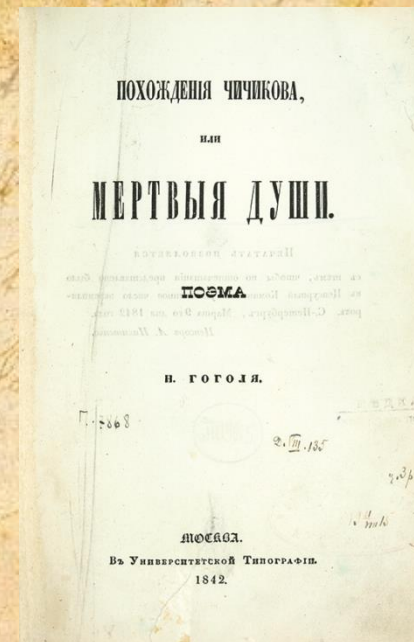 ПОХОЖДЕНІЯ ЧИЧИКОВА,
или
МЕРТВЫЯ ДУШИ.
ПОЭМА
Н. ГОГОЛЯ.
МОСКВА.
Въ Университетской Типографіи.
1842.